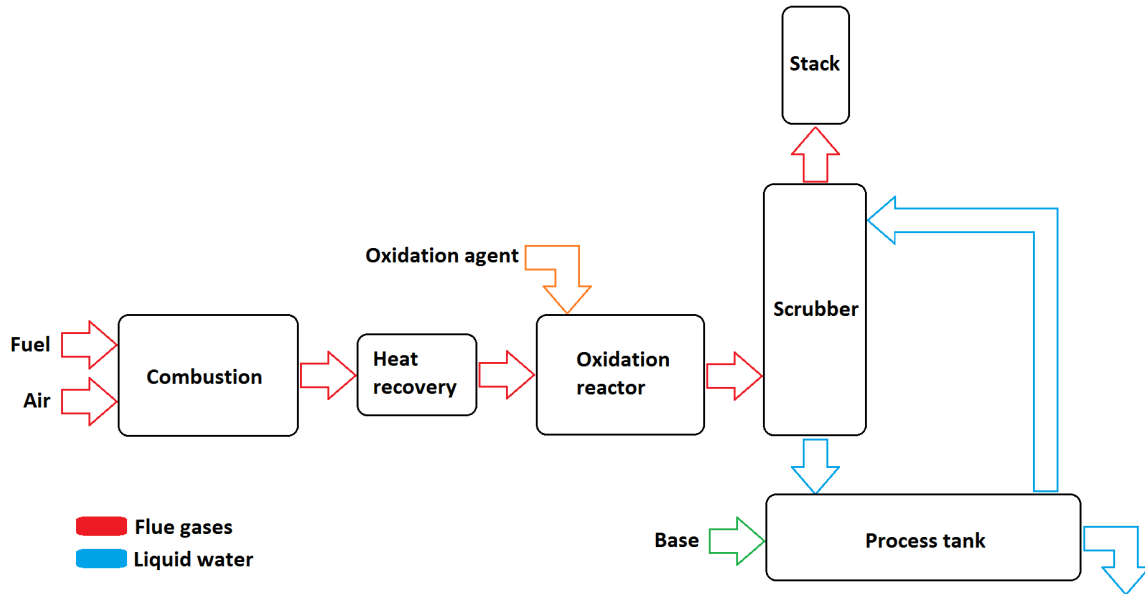 Stack
Oxidation agent
Scrubber
Fuel
Air
Combustion
Heat
recovery
Oxidation
reactor
Flue gases
Liquid water
Base
Process tank